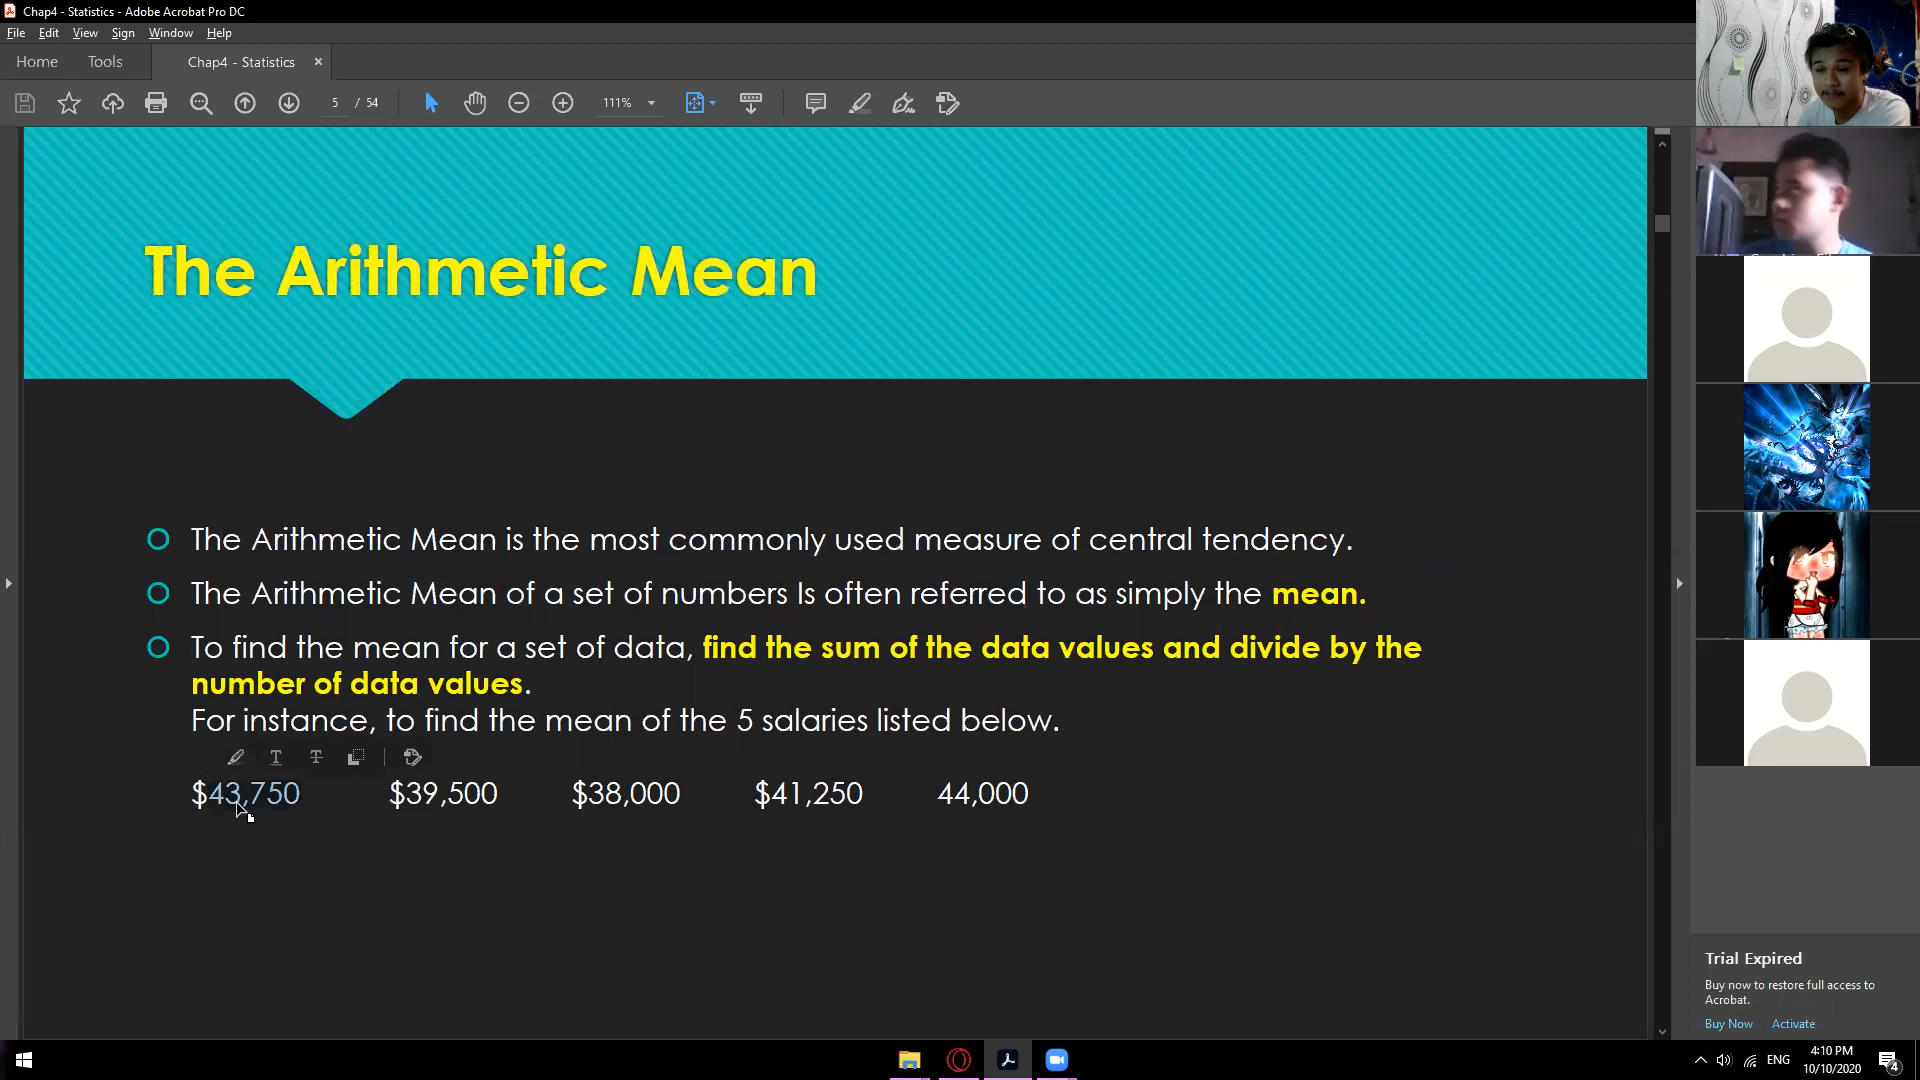 Chap4 - Statistics - Adobe Acrobat Pro DC
File Edit View Sign Window Help
Home Tools Chap4 - Statistics ×
5 / 54 111%
The Arithmetic Mean
The Arithmetic Mean is the most commonly used measure of central tendency.
The Arithmetic Mean of a set of numbers Is often referred to as simply the mean.
To find the mean for a set of data, find the sum of the data values and divide by the
number of data values.
For instance, to find the mean of the 5 salaries listed below.
$43,750 $39,500 $38,000 $41,250 44,000
Trial Expired
Buy now to restore full access to
Acrobat.
Buy Now Activate
ENG
4:10 PM
10/10/2020
4